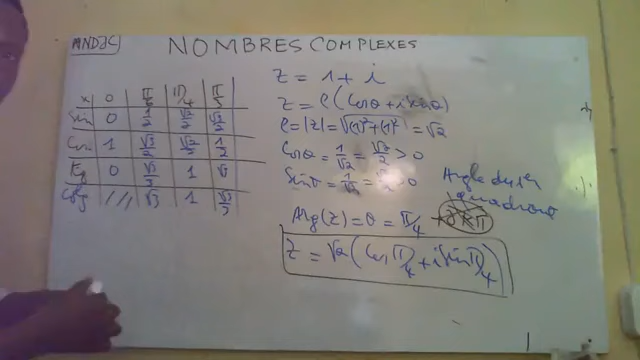 MNDGC
NOMBRES COMPLEXES
x 0 π/6 π/4 π/3
Sin 0 1/2 √2/2 √3/2
Cos 1 √3/2 √2/2 1/2
tg 0 √3/3 1 √3
cotg // √3 1 √3/3
z = 1 + i
z = ρ(cosθ + i sinθ)
ρ = |z| = √(1)²+(1)² = √2
Cosθ = 1/√2 = √2/2 > 0
Sinθ = 1/√2 = √2/2 > 0
Angle du 1er
quadrant
Arg(z) = θ = π/4 + 2kπ
z = √2 (Cos π/4 + i sin π/4)